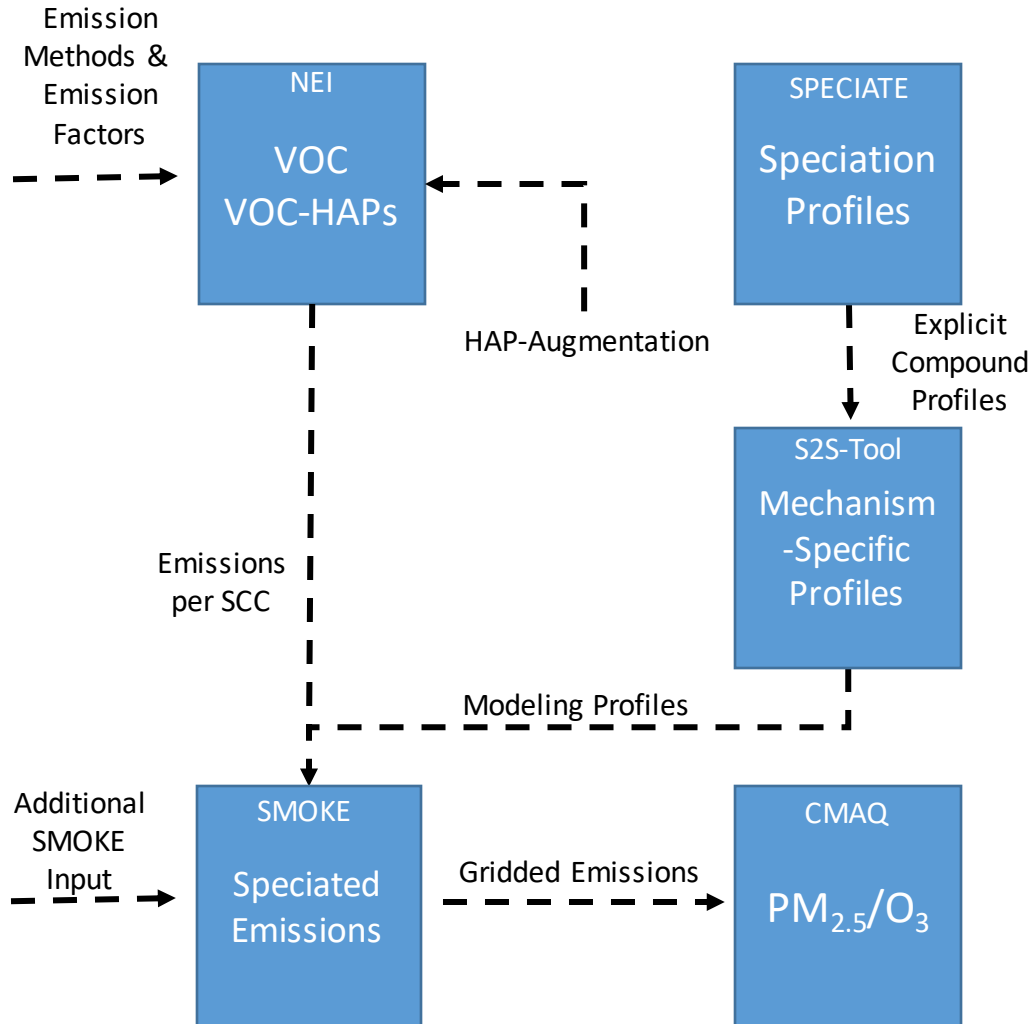 Emission
Methods &
Emission
Factors
NEI
VOC
VOC-HAPs
SPECIATE
Speciation
Profiles
HAP-Augmentation
Explicit
Compound
Profiles
S2S-Tool
Mechanism
-Specific
Profiles
Emissions
per SCC
Modeling Profiles
Additional
SMOKE
Input
SMOKE
Speciated
Emissions
Gridded Emissions
CMAQ
PM2.5/O3